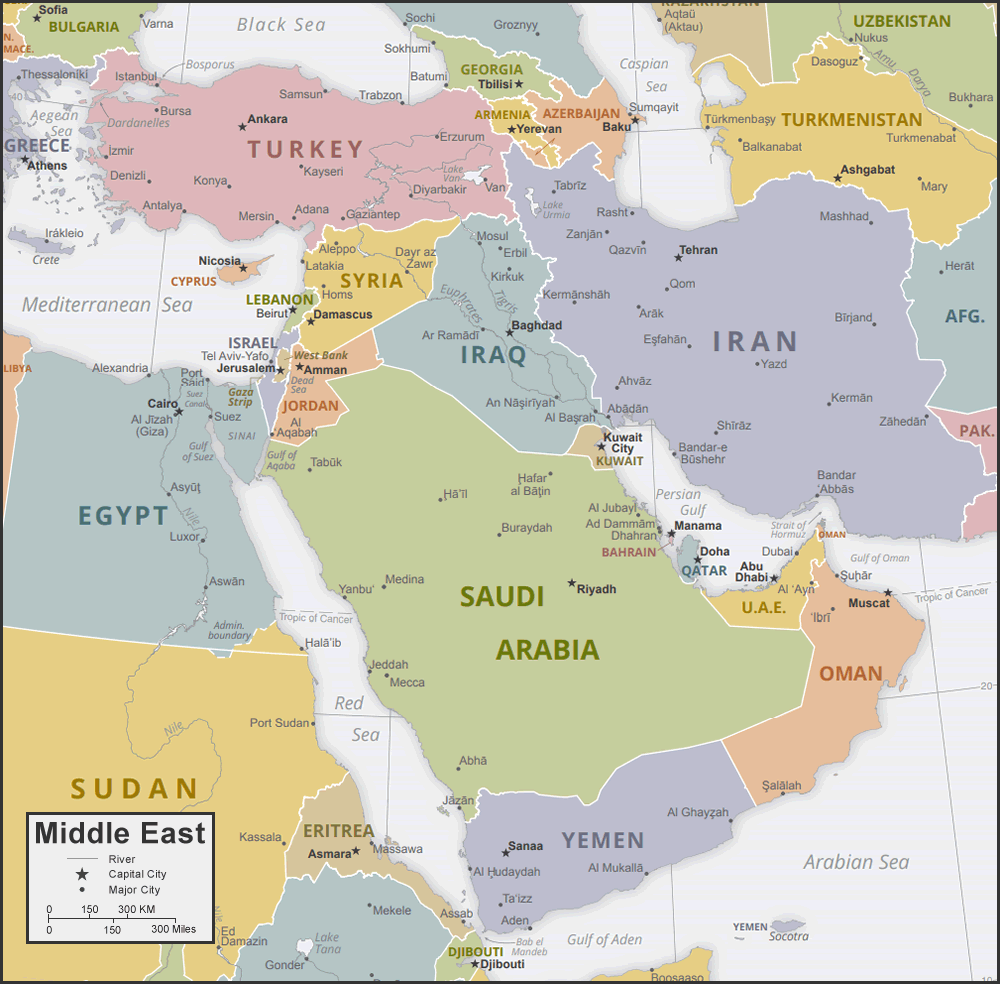 Sofia
BULGARIA
Varna
Black Sea
Sochi
Groznyy
KAZAKHSTAN
Aqtaū
(Aktau)
UZBEKISTAN
Nukus
N.
MACE.
Thessaloniki
Istanbul
Bosporus
Sokhumi
Batumi
GEORGIA
Tbilisi
Caspian
Sea
Dasoguz
Amu
Darya
Bukhara
40
Aegean
Sea
Dardanelles
Bursa
Samsun
Trabzon
ARMENIA
Yerevan
AZERBAIJAN
Sumqayit
Baku
Türkmenbaşy
TURKMENISTAN
Turkmenabat
Balkanabat
GREECE
Athens
Ankara
TURKEY
Erzurum
İzmir
Denizli
Konya
Kayseri
Lake
Van
Van
Diyarbakir
Tabrīz
Lake
Urmia
Ashgabat
Mary
Antalya
Mersin
Adana
Gaziantep
Rasht
Mashhad
Irákleio
Crete
Nicosia
CYPRUS
Aleppo
Latakia
Dayr az
Zawr
Mosul
Erbil
Kirkuk
Zanjān
Qazvīn
Tehran
Qom
Herāt
Mediterranean Sea
LEBANON
Beirut
Homs
SYRIA
Damascus
Euphrates
Tigris
Kermānshāh
Arāk
Eşfahān
Bīrjand
AFG.
Ar Ramādī
Baghdad
IRAQ
IRAN
Yazd
LIBYA
Alexandria
Port
Said
ISRAEL
Tel Aviv-Yafo
Jerusalem
West Bank
Amman
Dead
Sea
Gaza
Strip
JORDAN
Al
Aqabah
Ahvāz
Kermān
Cairo
Al Jīzah
(Giza)
Suez
Canal
Suez
SINAI
Gulf
of Suez
Gulf of
Aqaba
Tabūk
An Nāşirīyah
Al Başrah
Abādān
Shīrāz
Zāhedān
PAK.
Kuwait
City
KUWAIT
Bandar-e
Būshehr
Bandar
'Abbās
Asyūţ
EGYPT
Nile
Luxor
Ḩā'īl
Ḩafar
al Bāţin
Buraydah
Persian
Gulf
Al Jubayl
Ad Dammām
Dhahran
Manama
BAHRAIN
Doha
QATAR
Strait of
Hormuz
OMAN
Dubai
Abu
Dhabi
Gulf of Oman
Aswān
Yanbu'
Medina
SAUDI
ARABIA
Riyadh
U.A.E.
Al 'Ayn
Şuḩār
Muscat
'Ibrī
Tropic of Cancer
Admin.
boundary
Tropic of Cancer
Ḩalā'ib
Jeddah
Mecca
OMAN
20
Red
Sea
Nile
Port Sudan
Abhā
SUDAN
Jāzān
Şalālah
Middle East
River
Capital City
Major City
0 150 300 KM
0 150 300 Miles
Kassala
ERITREA
Asmara
Massawa
Sanaa
YEMEN
Al Ghayẕah
Al Ḩudaydah
Al Mukallā
Arabian Sea
Mekele
Ta'izz
Assab
Aden
YEMEN
Socotra
Nile
Ed
Damazin
Lake
Tana
Gonder
DJIBOUTI
Djibouti
Bab el
Mandeb
Gulf of Aden
Boosaaso
10